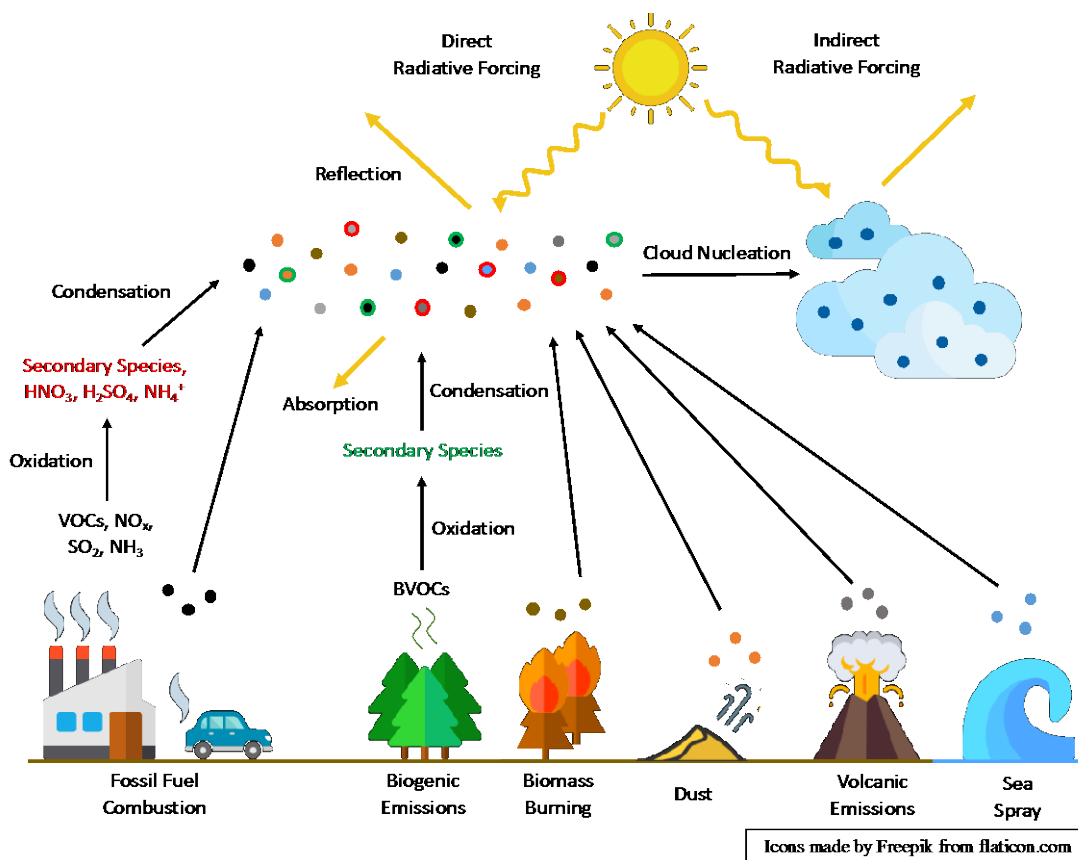 Direct
Radiative Forcing
Indirect
Radiative Forcing
Reflection
Cloud Nucleation
Condensation
Secondary Species,
HNO₃, H₂SO₄, NH₄⁺
Absorption
Condensation
Oxidation
Secondary Species
VOCs, NOₓ,
SO₂, NH₃
Oxidation
BVOCs
Fossil Fuel
Combustion
Biogenic
Emissions
Biomass
Burning
Dust
Volcanic
Emissions
Sea
Spray
Icons made by Freepik from flaticon.com